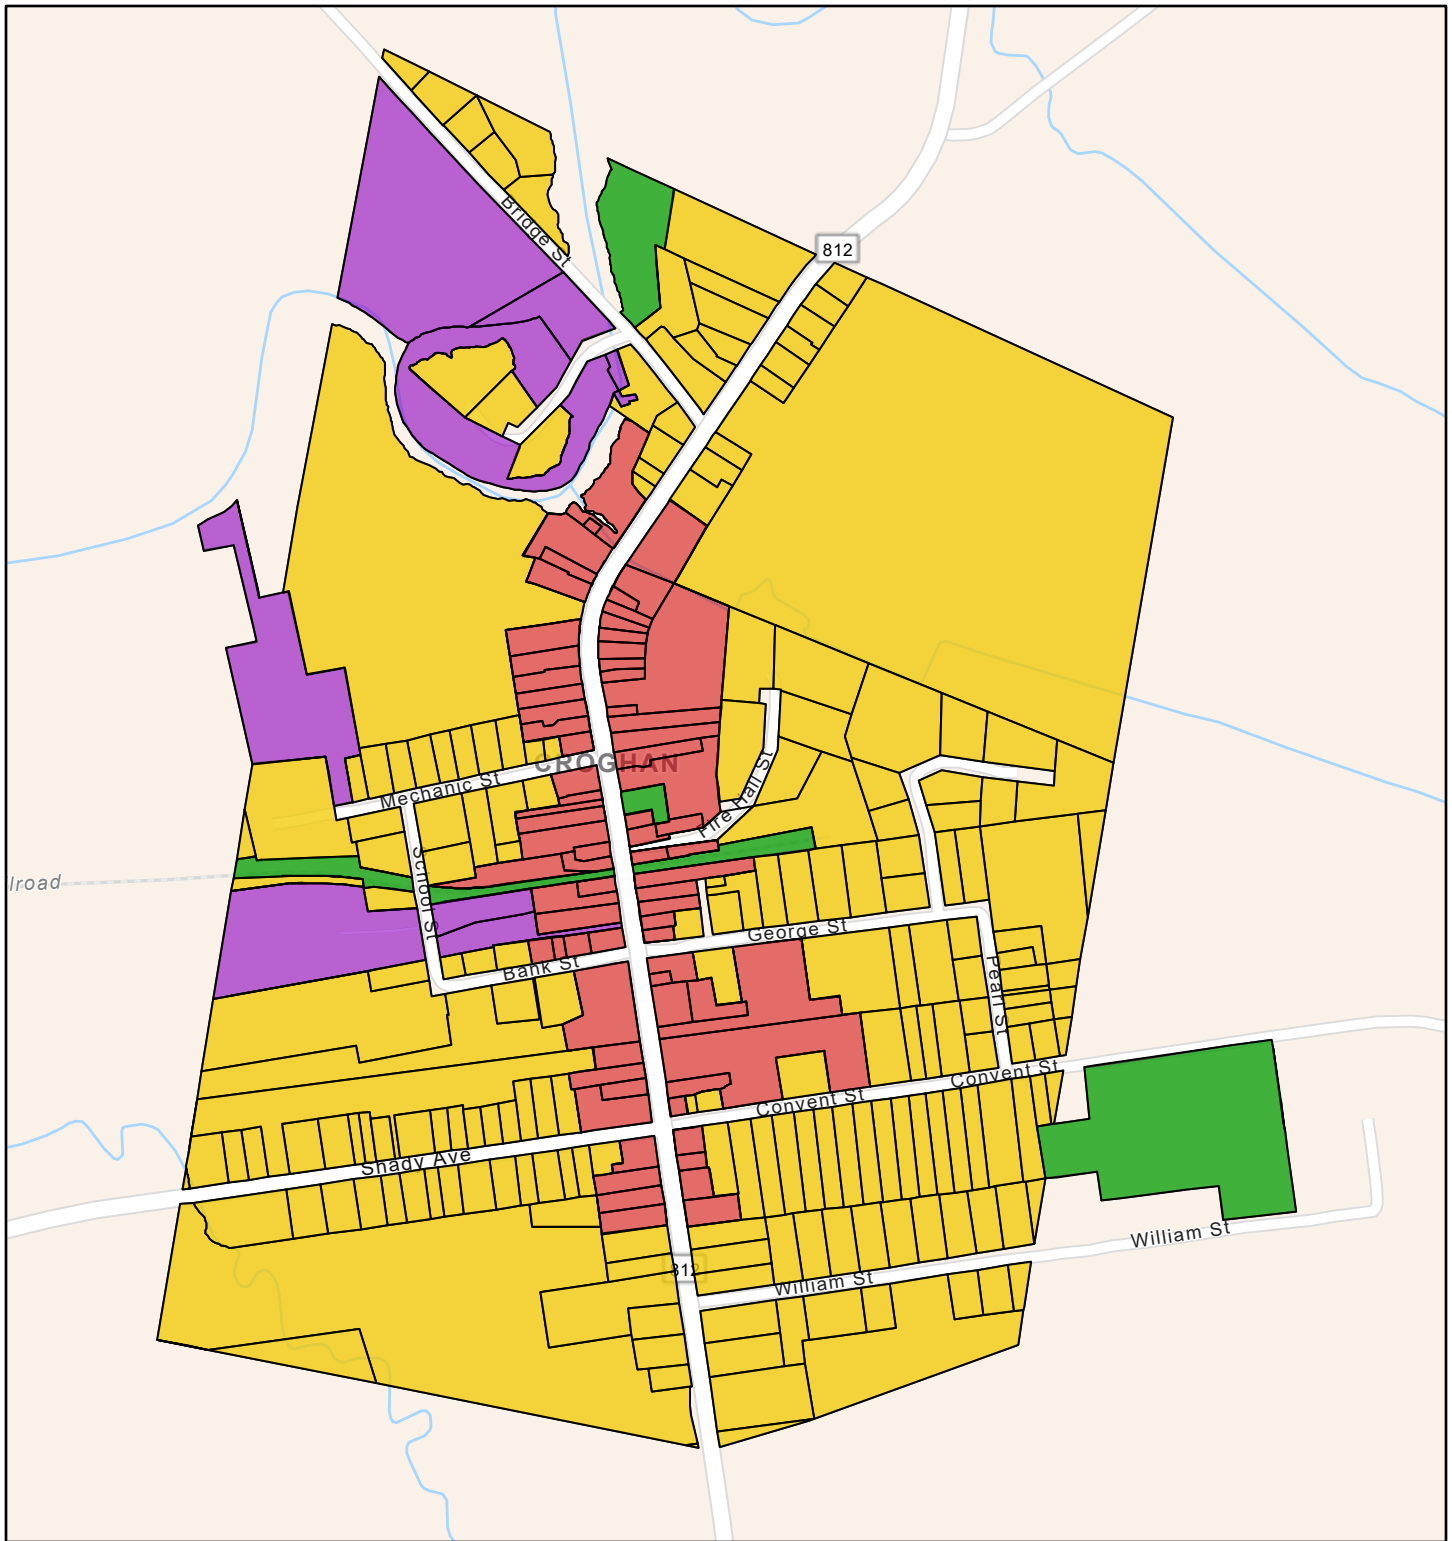 Bridge St
812
CROGHAN
Mechanic St
Fire Hall St
School St
lroad
George St
Bank St
Pearl St
Convent St
Convent St
Shady Ave
William St
812
William St